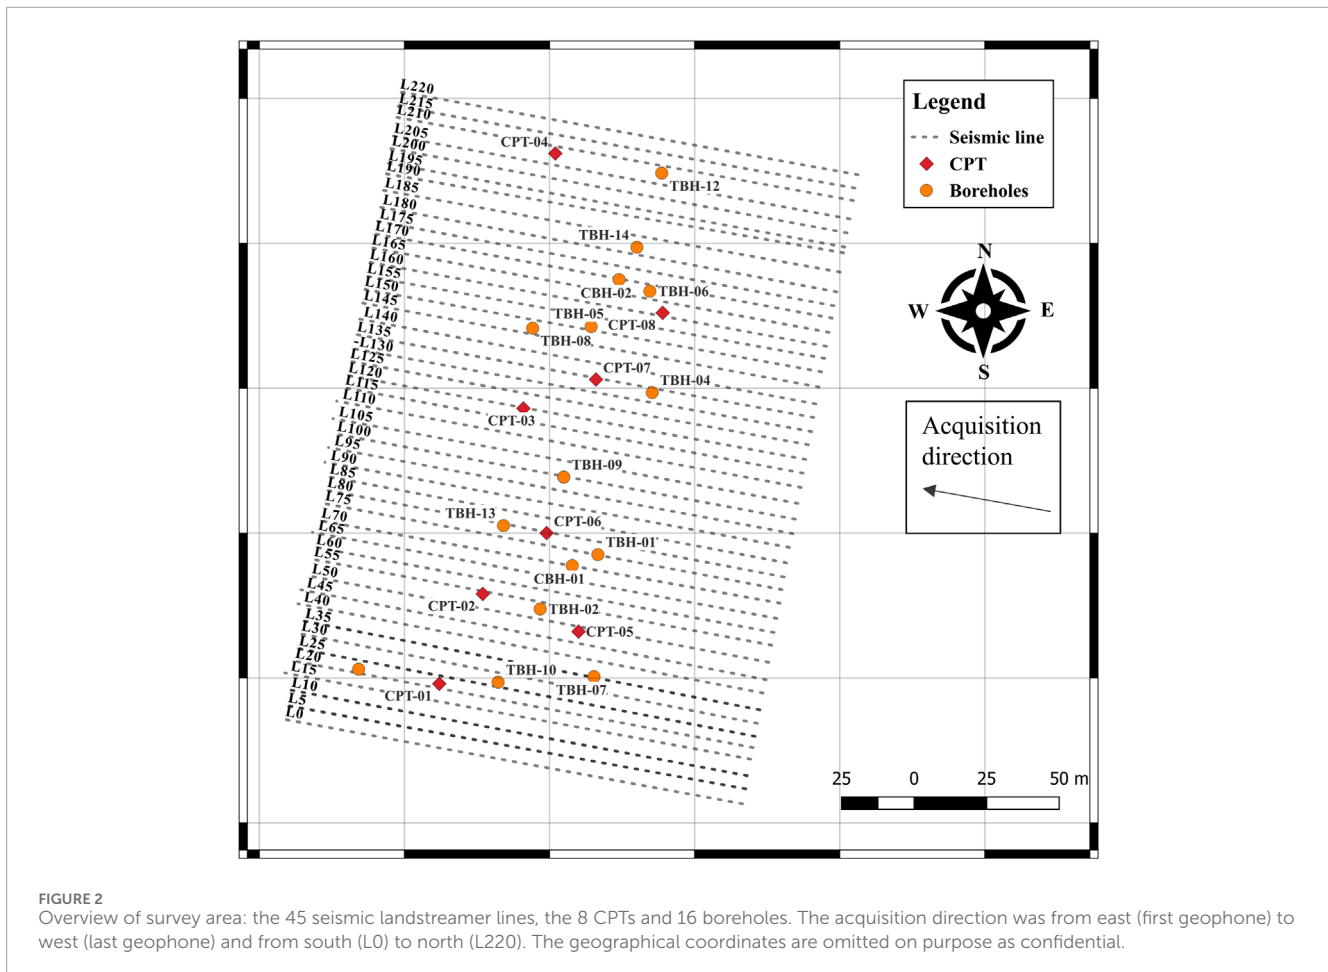 L220
L215
L210
L205
L200
L195
L190
L185
L180
L175
L170
L165
L160
L155
L150
L145
L140
L135
-L130
L125
L120
L115
L110
L105
L100
L95
L90
L85
L80
L75
L70
L65
L60
L55
L50
L45
L40
L35
L30
L25
L20
L15
L10
L5
L0
CPT-04
TBH-12
TBH-14
CBH-02
TBH-06
TBH-05
CPT-08
TBH-08
CPT-07
TBH-04
CPT-03
TBH-09
TBH-13
CPT-06
TBH-01
CBH-01
CPT-02
TBH-02
CPT-05
TBH-10
CPT-01
TBH-07
Legend
Seismic line
CPT
Boreholes
N
W
E
S
Acquisition
direction
25 0 25 50 m
FIGURE 2
Overview of survey area: the 45 seismic landstreamer lines, the 8 CPTs and 16 boreholes. The acquisition direction was from east (first geophone) to
west (last geophone) and from south (L0) to north (L220). The geographical coordinates are omitted on purpose as confidential.